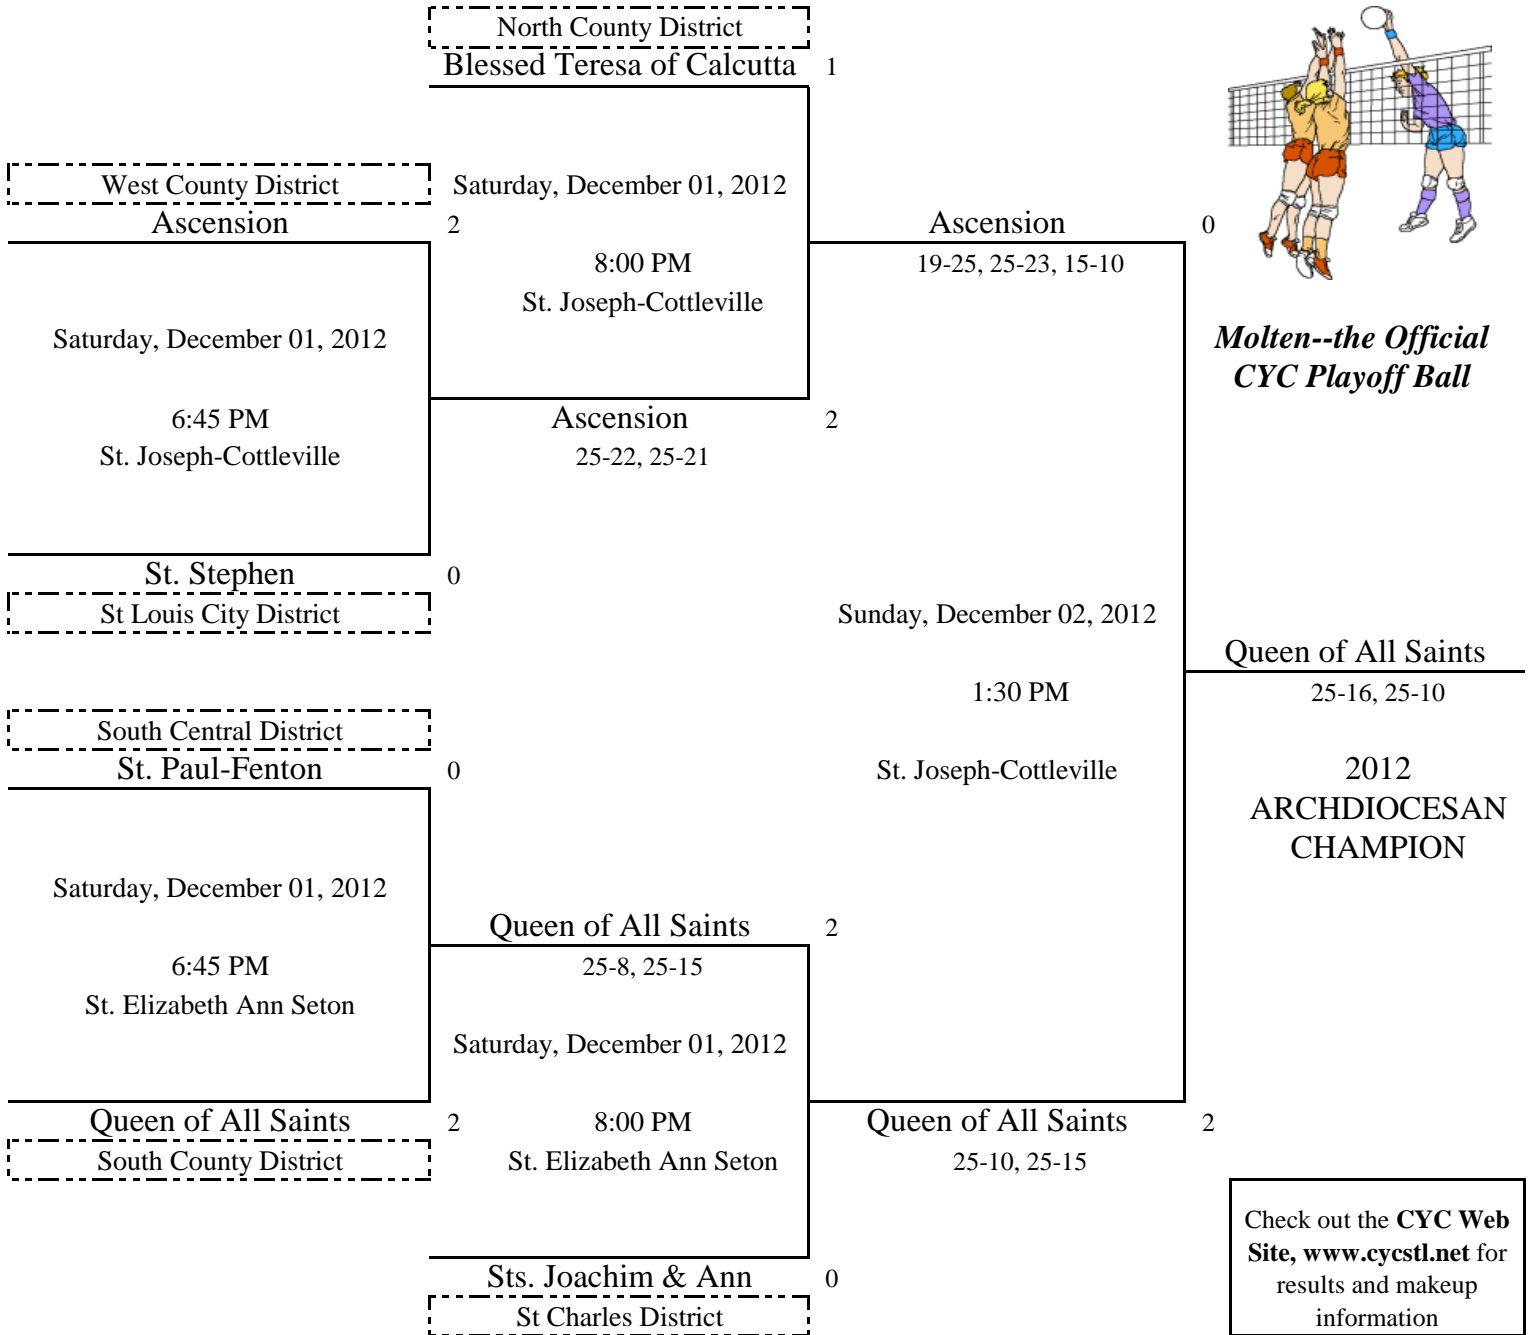 North County District
Blessed Teresa of Calcutta 1
West County District
Saturday, December 01, 2012
Ascension 2
Ascension 0
8:00 PM
19-25, 25-23, 15-10
St. Joseph-Cottleville
Saturday, December 01, 2012
Molten--the Official
CYC Playoff Ball
6:45 PM
Ascension 2
St. Joseph-Cottleville
25-22, 25-21
St. Stephen 0
St Louis City District
Sunday, December 02, 2012
Queen of All Saints
1:30 PM
25-16, 25-10
South Central District
St. Paul-Fenton 0
St. Joseph-Cottleville
2012
ARCHDIOCESAN
CHAMPION
Saturday, December 01, 2012
Queen of All Saints 2
6:45 PM
25-8, 25-15
St. Elizabeth Ann Seton
Saturday, December 01, 2012
Queen of All Saints 2
8:00 PM
Queen of All Saints 2
South County District
St. Elizabeth Ann Seton
25-10, 25-15
Check out the CYC Web
Site, www.cycstl.net for
results and makeup
information
Sts. Joachim & Ann 0
St Charles District